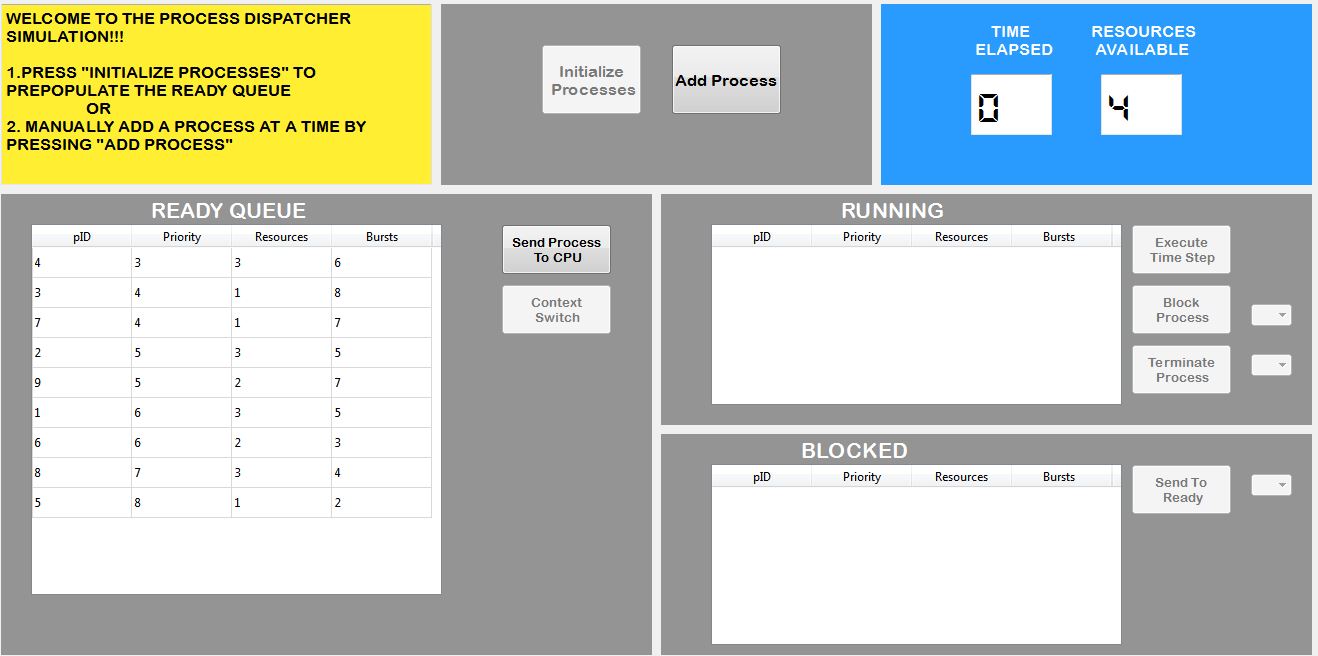 WELCOME TO THE PROCESS DISPATCHER
SIMULATION!!!
1.PRESS "INITIALIZE PROCESSES" TO
PREPOPULATE THE READY QUEUE
OR
2. MANUALLY ADD A PROCESS AT A TIME BY
PRESSING "ADD PROCESS"
Initialize
Processes
Add Process
TIME
ELAPSED
0
RESOURCES
AVAILABLE
4
READY QUEUE
pID Priority Resources Bursts
4 3 3 6
3 4 1 8
7 4 1 7
2 5 3 5
9 5 2 7
1 6 3 5
6 6 2 3
8 7 3 4
5 8 1 2
Send Process
To CPU
Context
Switch
RUNNING
pID Priority Resources Bursts
Execute
Time Step
Block
Process
Terminate
Process
BLOCKED
pID Priority Resources Bursts
Send To
Ready